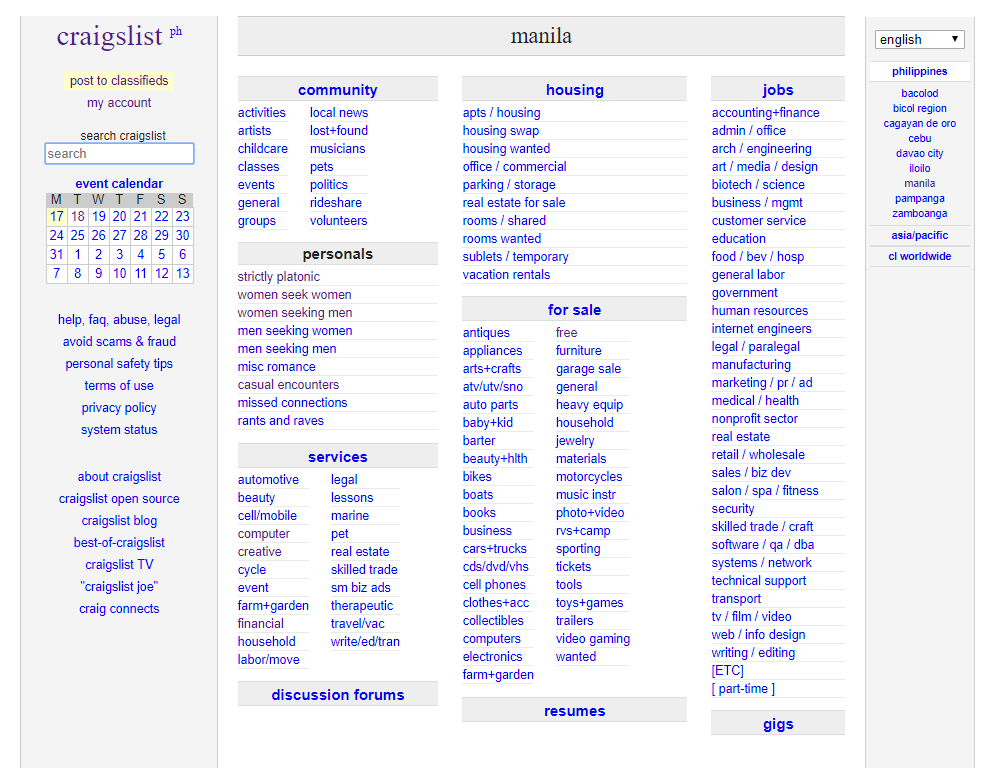 craigslist ph
post to classifieds
my account
search craigslist
search
event calendar
M T W T F S S
17 18 19 20 21 22 23
24 25 26 27 28 29 30
31 1 2 3 4 5 6
7 8 9 10 11 12 13
help, faq, abuse, legal
avoid scams & fraud
personal safety tips
terms of use
privacy policy
system status
about craigslist
craigslist open source
craigslist blog
best-of-craigslist
craigslist TV
"craigslist joe"
craig connects
manila
community
activities
artists
childcare
classes
events
general
groups
local news
lost+found
musicians
pets
politics
rideshare
volunteers
personals
strictly platonic
women seek women
women seeking men
men seeking women
men seeking men
misc romance
casual encounters
missed connections
rants and raves
services
automotive
beauty
cell/mobile
computer
creative
cycle
event
farm+garden
financial
household
labor/move
legal
lessons
marine
pet
real estate
skilled trade
sm biz ads
therapeutic
travel/vac
write/ed/tran
discussion forums
housing
apts / housing
housing swap
housing wanted
office / commercial
parking / storage
real estate for sale
rooms / shared
rooms wanted
sublets / temporary
vacation rentals
for sale
antiques
appliances
arts+crafts
atv/utv/sno
auto parts
baby+kid
barter
beauty+hlth
bikes
boats
books
business
cars+trucks
cds/dvd/vhs
cell phones
clothes+acc
collectibles
computers
electronics
farm+garden
free
furniture
garage sale
general
heavy equip
household
jewelry
materials
motorcycles
music instr
photo+video
rvs+camp
sporting
tickets
tools
toys+games
trailers
video gaming
wanted
resumes
jobs
accounting+finance
admin / office
arch / engineering
art / media / design
biotech / science
business / mgmt
customer service
education
food / bev / hosp
general labor
government
human resources
internet engineers
legal / paralegal
manufacturing
marketing / pr / ad
medical / health
nonprofit sector
real estate
retail / wholesale
sales / biz dev
salon / spa / fitness
security
skilled trade / craft
software / qa / dba
systems / network
technical support
transport
tv / film / video
web / info design
writing / editing
[ETC]
[ part-time ]
gigs
english
philippines
bacolod
bicol region
cagayan de oro
cebu
davao city
iloilo
manila
pampanga
zamboanga
asia/pacific
cl worldwide